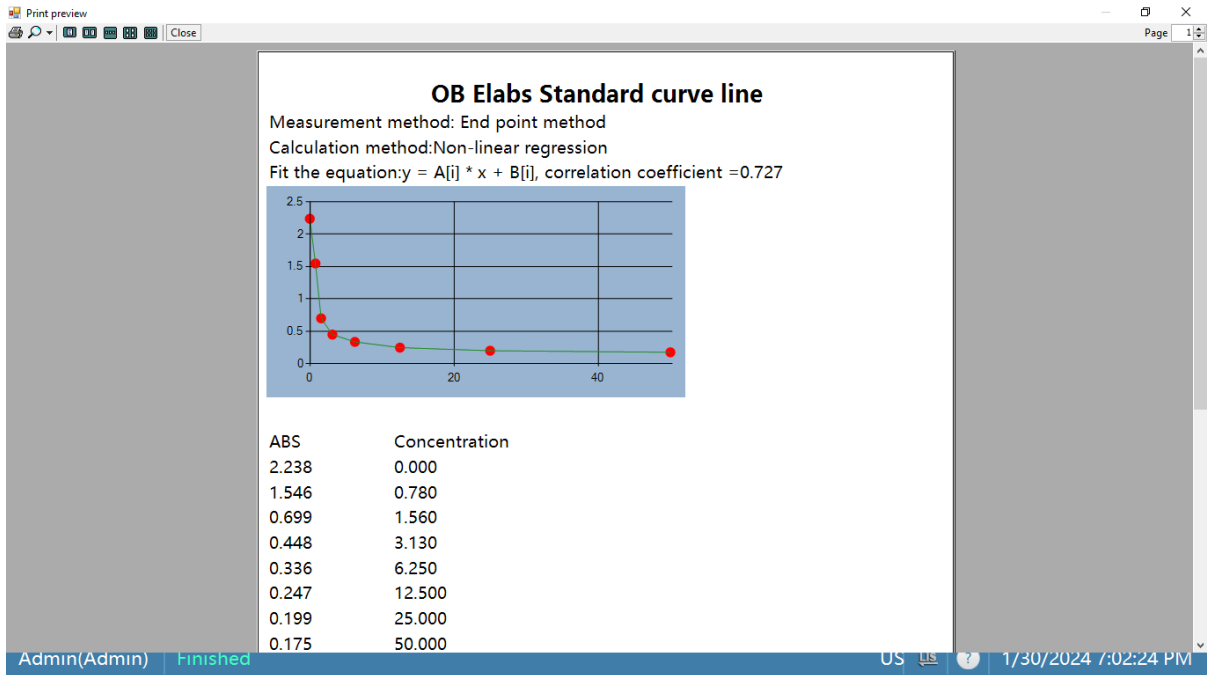 Print preview
Close
Page 1
OB Elabs Standard curve line
Measurement method: End point method
Calculation method:Non-linear regression
Fit the equation:y = A[i] * x + B[i], correlation coefficient =0.727
2.5
2
1.5
1
0.5
0
0 20 40
ABS Concentration
2.238 0.000
1.546 0.780
0.699 1.560
0.448 3.130
0.336 6.250
0.247 12.500
0.199 25.000
0.175 50.000
Admin(Admin) Finished US LIS ? 1/30/2024 7:02:24 PM